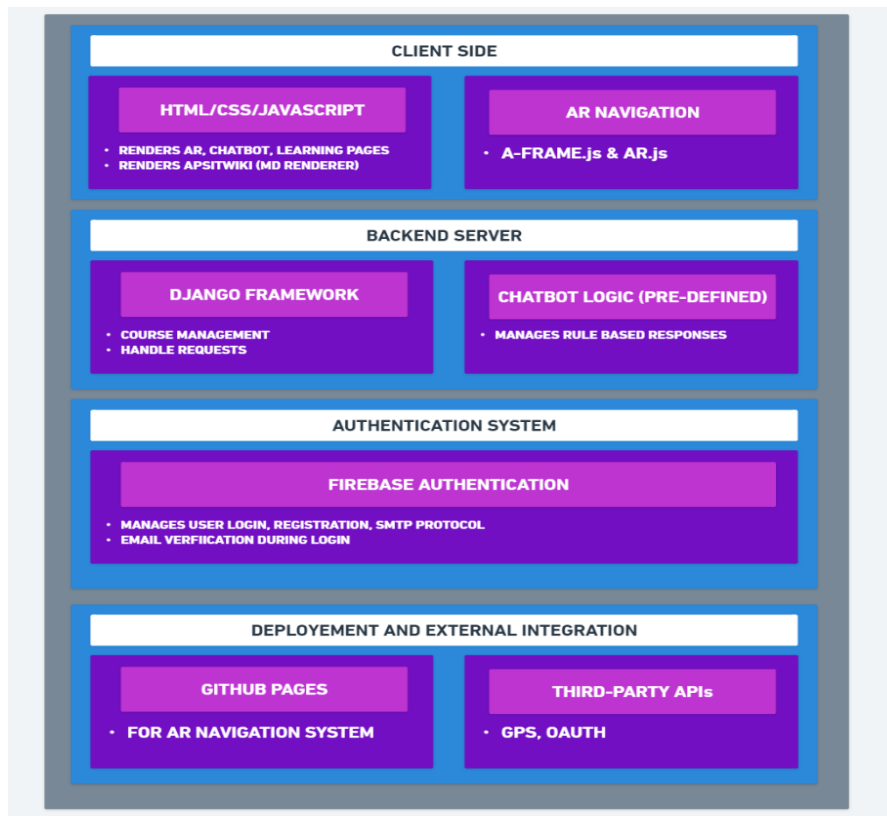 CLIENT SIDE
HTML/CSS/JAVASCRIPT
• RENDERS AR, CHATBOT, LEARNING PAGES
• RENDERS APSITWIKI (MD RENDERER)
AR NAVIGATION
• A-FRAME.js & AR.js
BACKEND SERVER
DJANGO FRAMEWORK
• COURSE MANAGEMENT
• HANDLE REQUESTS
CHATBOT LOGIC (PRE-DEFINED)
• MANAGES RULE BASED RESPONSES
AUTHENTICATION SYSTEM
FIREBASE AUTHENTICATION
• MANAGES USER LOGIN, REGISTRATION, SMTP PROTOCOL
• EMAIL VERFIICATION DURING LOGIN
DEPLOYEMENT AND EXTERNAL INTEGRATION
GITHUB PAGES
• FOR AR NAVIGATION SYSTEM
THIRD-PARTY APIs
• GPS, OAUTH